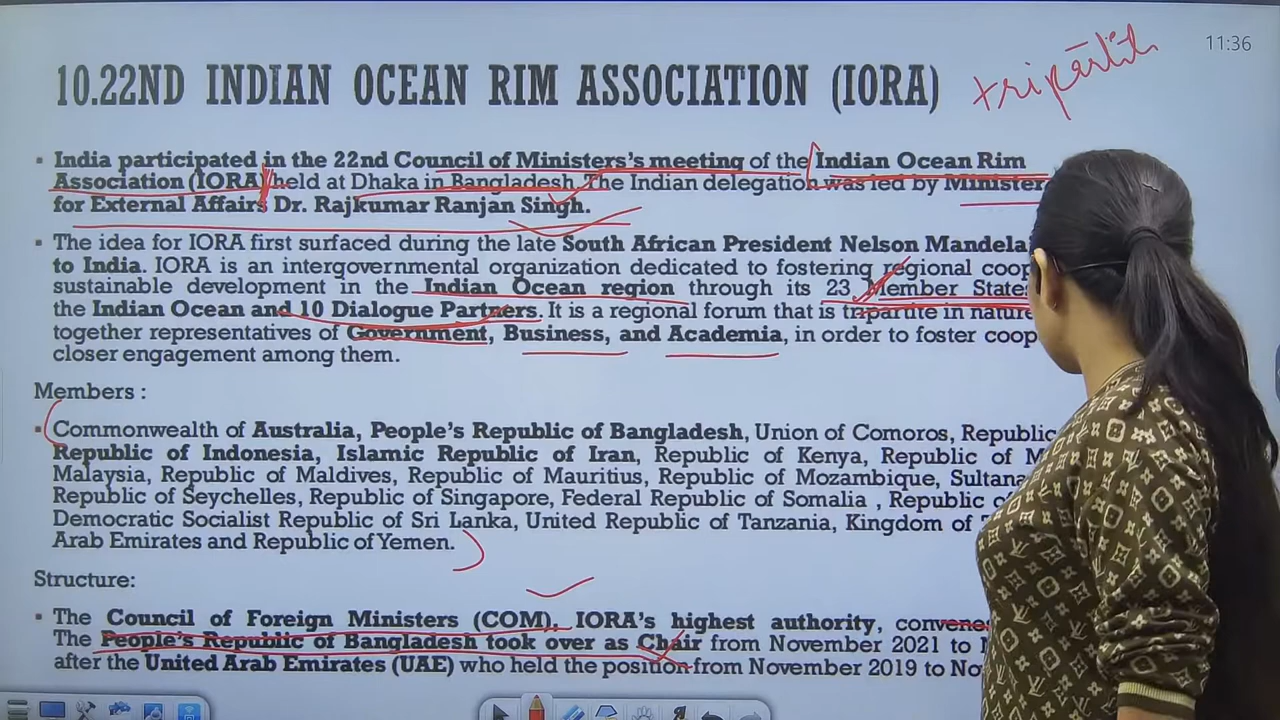 11:36
10.22ND INDIAN OCEAN RIM ASSOCIATION (IORA)
tripartite
▪ India participated in the 22nd Council of Ministers's meeting of the Indian Ocean Rim
Association (IORA) held at Dhaka in Bangladesh. The Indian delegation was led by Minister
for External Affairs Dr. Rajkumar Ranjan Singh.
▪ The idea for IORA first surfaced during the late South African President Nelson Mandela
to India. IORA is an intergovernmental organization dedicated to fostering regional coop
sustainable development in the Indian Ocean region through its 23 Member States
the Indian Ocean and 10 Dialogue Partners. It is a regional forum that is tripartite in nature
together representatives of Government, Business, and Academia, in order to foster coop
closer engagement among them.
Members :
▪ Commonwealth of Australia, People's Republic of Bangladesh, Union of Comoros, Republic
Republic of Indonesia, Islamic Republic of Iran, Republic of Kenya, Republic of M
Malaysia, Republic of Maldives, Republic of Mauritius, Republic of Mozambique, Sultana
Republic of Seychelles, Republic of Singapore, Federal Republic of Somalia , Republic of
Democratic Socialist Republic of Sri Lanka, United Republic of Tanzania, Kingdom of
Arab Emirates and Republic of Yemen.
Structure:
▪ The Council of Foreign Ministers (COM), IORA's highest authority, convenes
The People's Republic of Bangladesh took over as Chair from November 2021 to
after the United Arab Emirates (UAE) who held the position from November 2019 to No